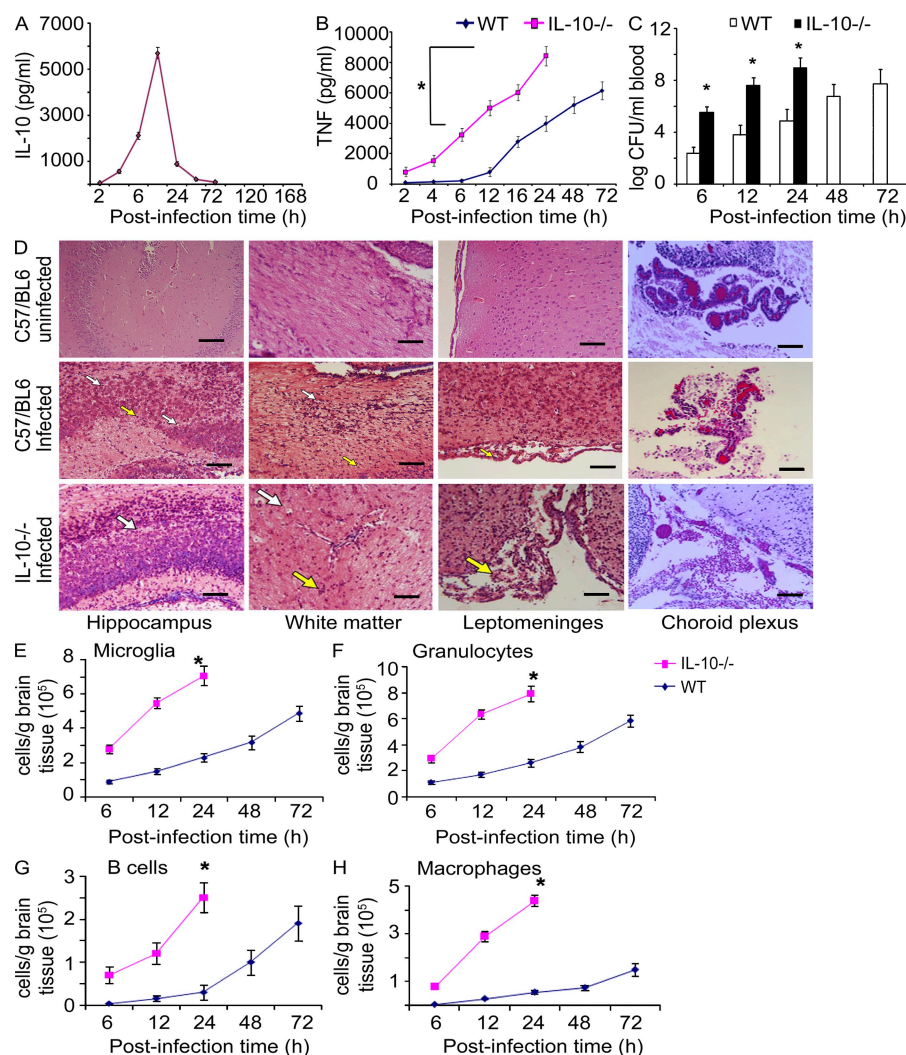 A
IL-10 (pg/ml)
7000
5000
3000
1000
2 6 24 72 120 168
Post-infection time (h)
B
WT IL-10-/-
TNF (pg/ml)
10000
8000
6000
4000
2000
0
*
2 4 6 12 16 24 48 72
Post-infection time (h)
C
WT IL-10-/-
log CFU/ml blood
12
8
4
0
* * *
6 12 24 48 72
Post-infection time (h)
D
C57/BL6
uninfected
C57/BL6
Infected
IL-10-/-
Infected
Hippocampus White matter Leptomeninges Choroid plexus
E Microglia
cells/g brain
tissue (10⁵)
8
6
4
2
0
*
6 12 24 48 72
Post-infection time (h)
F Granulocytes
cells/g brain
tissue (10⁵)
10
8
6
4
2
0
*
6 12 24 48 72
Post-infection time (h)
IL-10-/-
WT
G B cells
cells/g brain
tissue (10⁵)
3
2
1
0
*
6 12 24 48 72
Post-infection time (h)
H Macrophages
cells/g brain
tissue (10⁵)
5
3
1
*
6 12 24 48 72
Post-infection time (h)